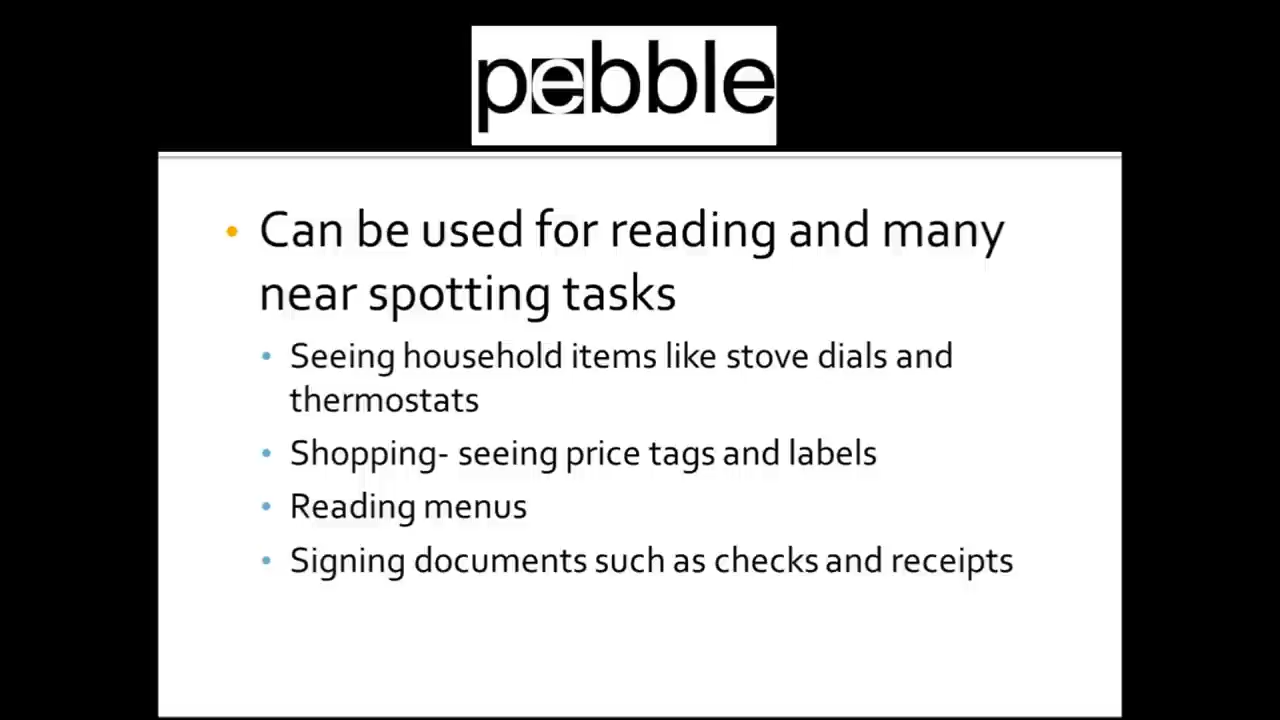 pebble
• Can be used for reading and many
near spotting tasks
• Seeing household items like stove dials and
thermostats
• Shopping- seeing price tags and labels
• Reading menus
• Signing documents such as checks and receipts